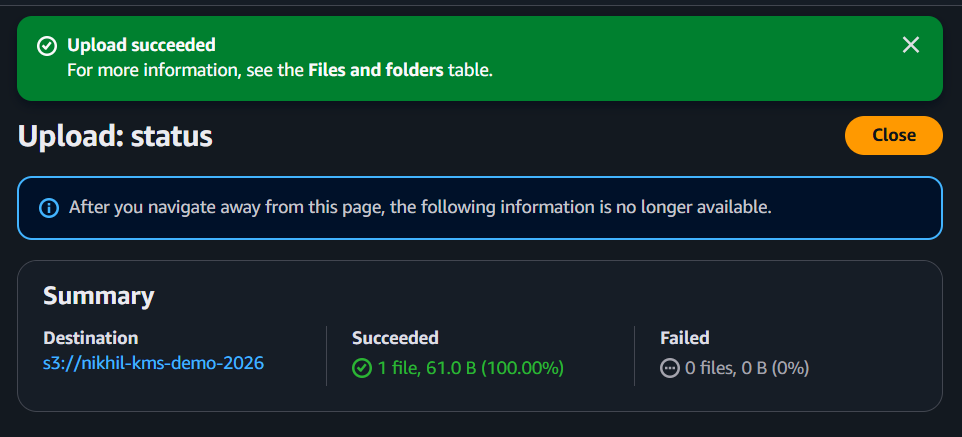 Upload succeeded
For more information, see the Files and folders table.
Upload: status
Close
After you navigate away from this page, the following information is no longer available.
Summary
Destination
s3://nikhil-kms-demo-2026
Succeeded
1 file, 61.0 B (100.00%)
Failed
0 files, 0 B (0%)